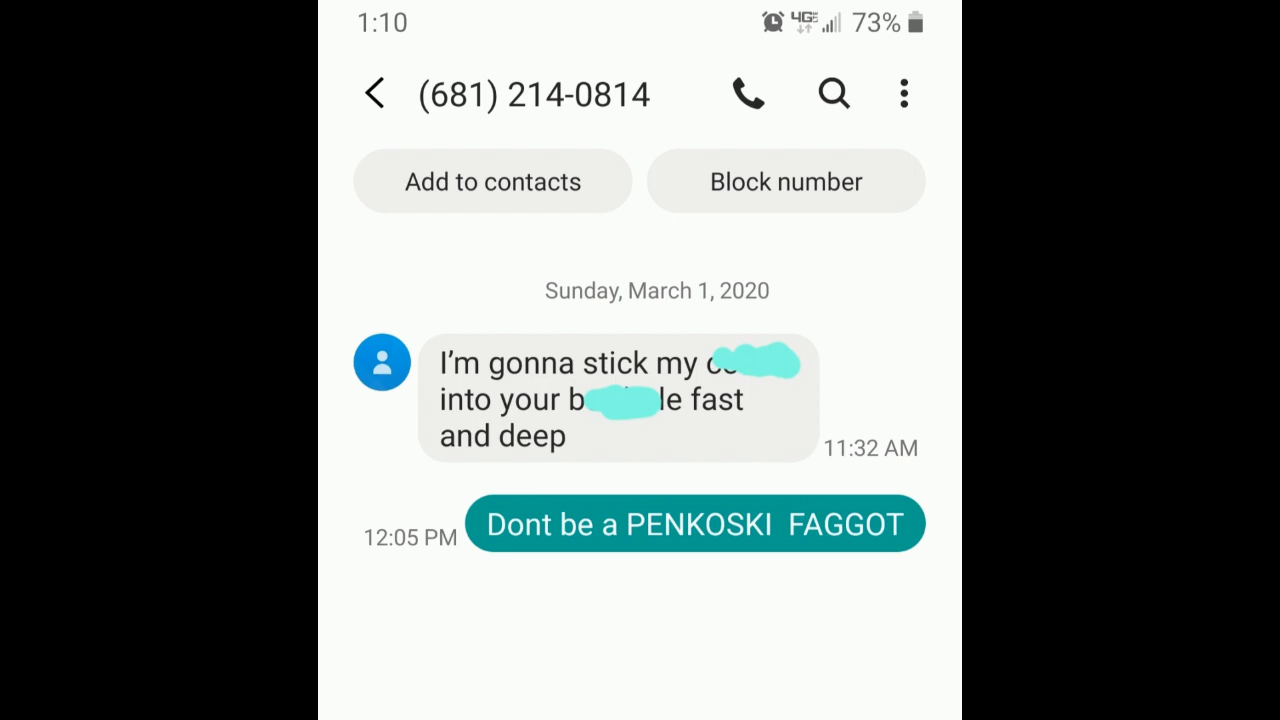 1:10 73%
(681) 214-0814
Add to contacts Block number
Sunday, March 1, 2020
I'm gonna stick my
into your fast
and deep
11:32 AM
12:05 PM Dont be a PENKOSKI FAGGOT